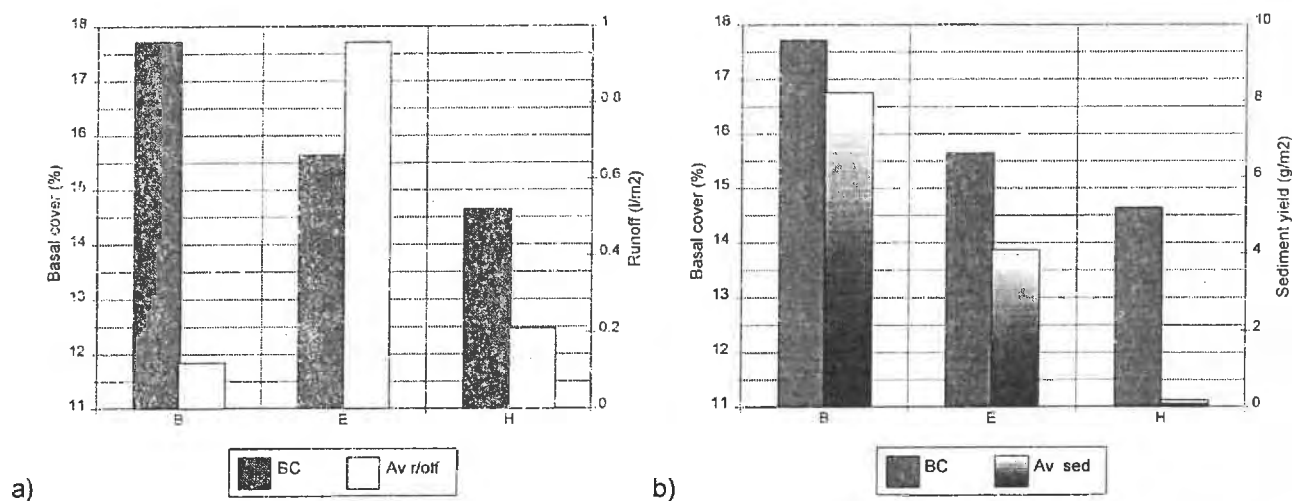 18
17
16
15
14
13
12
11
Basal cover (%)
1
0.8
0.6
0.4
0.2
0
Runoff (l/m2)
B E H
BC Av r/off
a)
18
17
16
15
14
13
12
11
Basal cover (%)
10
8
6
4
2
0
Sediment yield (g/m2)
B E H
BC Av sed
b)